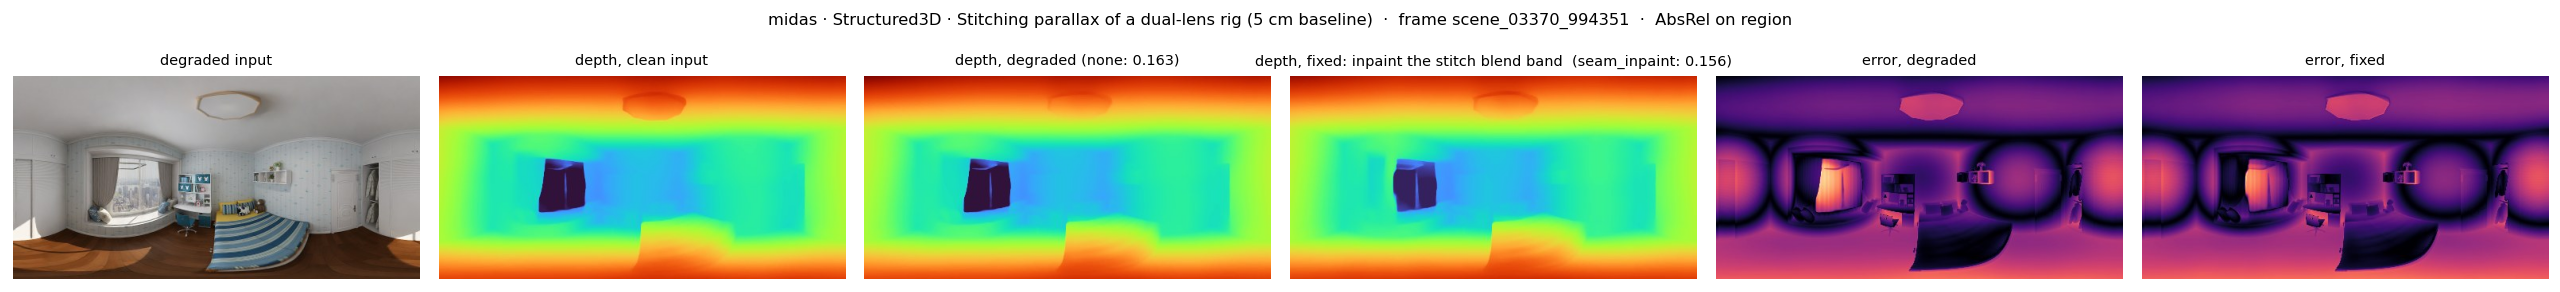 midas · Structured3D · Stitching parallax of a dual-lens rig (5 cm baseline) · frame scene_03370_994351 · AbsRel on region
degraded input
depth, clean input
depth, degraded (none: 0.163)
depth, fixed: inpaint the stitch blend band (seam_inpaint: 0.156)
error, degraded
error, fixed